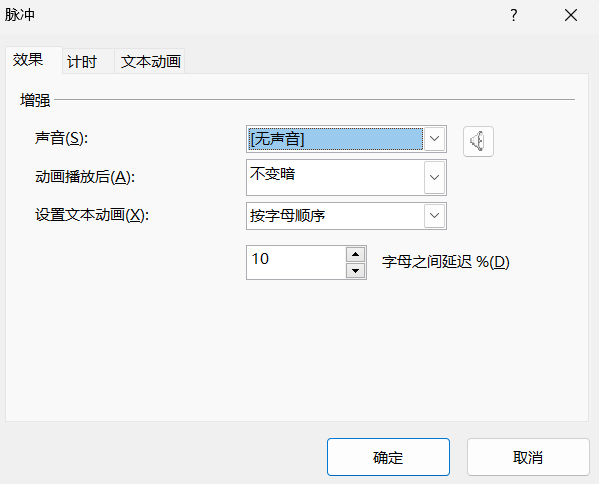 脉冲 ?
效果 计时 文本动画
增强
声音(S): [无声音]
动画播放后(A): 不变暗
设置文本动画(X): 按字母顺序
10 字母之间延迟 %(D)
确定 取消